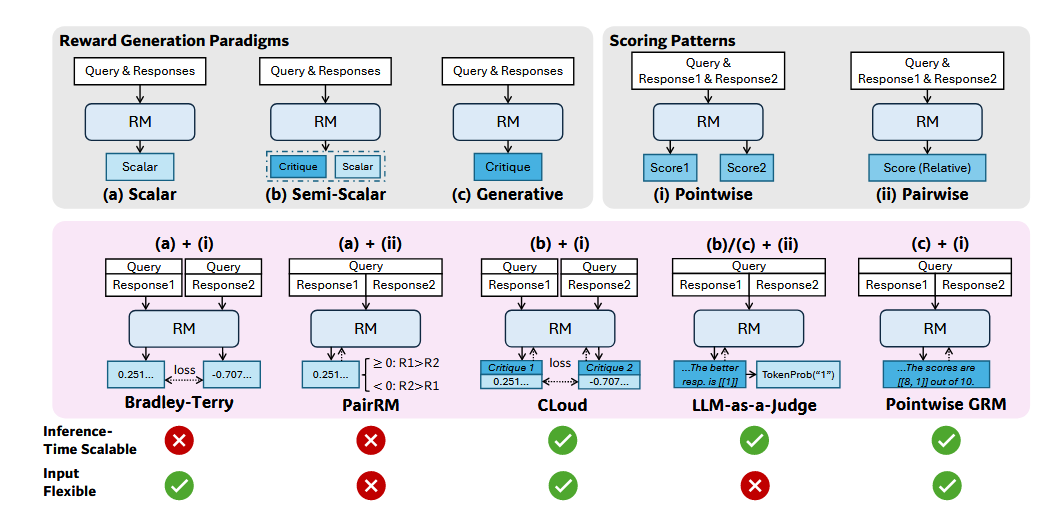 Reward Generation Paradigms
Query & Responses
RM
Scalar
(a) Scalar
Query & Responses
RM
Critique
Scalar
(b) Semi-Scalar
Query & Responses
RM
Critique
(c) Generative
Scoring Patterns
Query &
Response1 & Response2
RM
Score1
Score2
(i) Pointwise
Query &
Response1 & Response2
RM
Score (Relative)
(ii) Pairwise
(a) + (i)
Query
Response1
Query
Response2
RM
0.251...
loss
-0.707...
Bradley-Terry
(a) + (ii)
Query
Response1
Response2
RM
0.251...
≥ 0: R1>R2
< 0: R2>R1
PairRM
(b) + (i)
Query
Response1
Query
Response2
RM
Critique 1
0.251...
loss
Critique 2
-0.707...
CLoud
(b)/(c) + (ii)
Query
Response1
Response2
RM
...The better
resp. is [[1]]
TokenProb(“1”)
LLM-as-a-Judge
(c) + (i)
Query
Response1
Response2
RM
...The scores are
[[8, 1]] out of 10.
Pointwise GRM
Inference-
Time Scalable
Input
Flexible